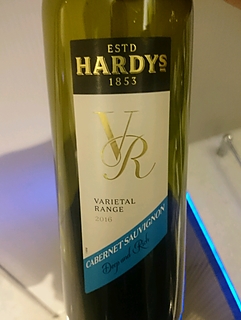 ESTD
HARDYS
1853
VR
VARIETAL
RANGE
2016
CABERNET SAUVIGNON
Deep and Rich